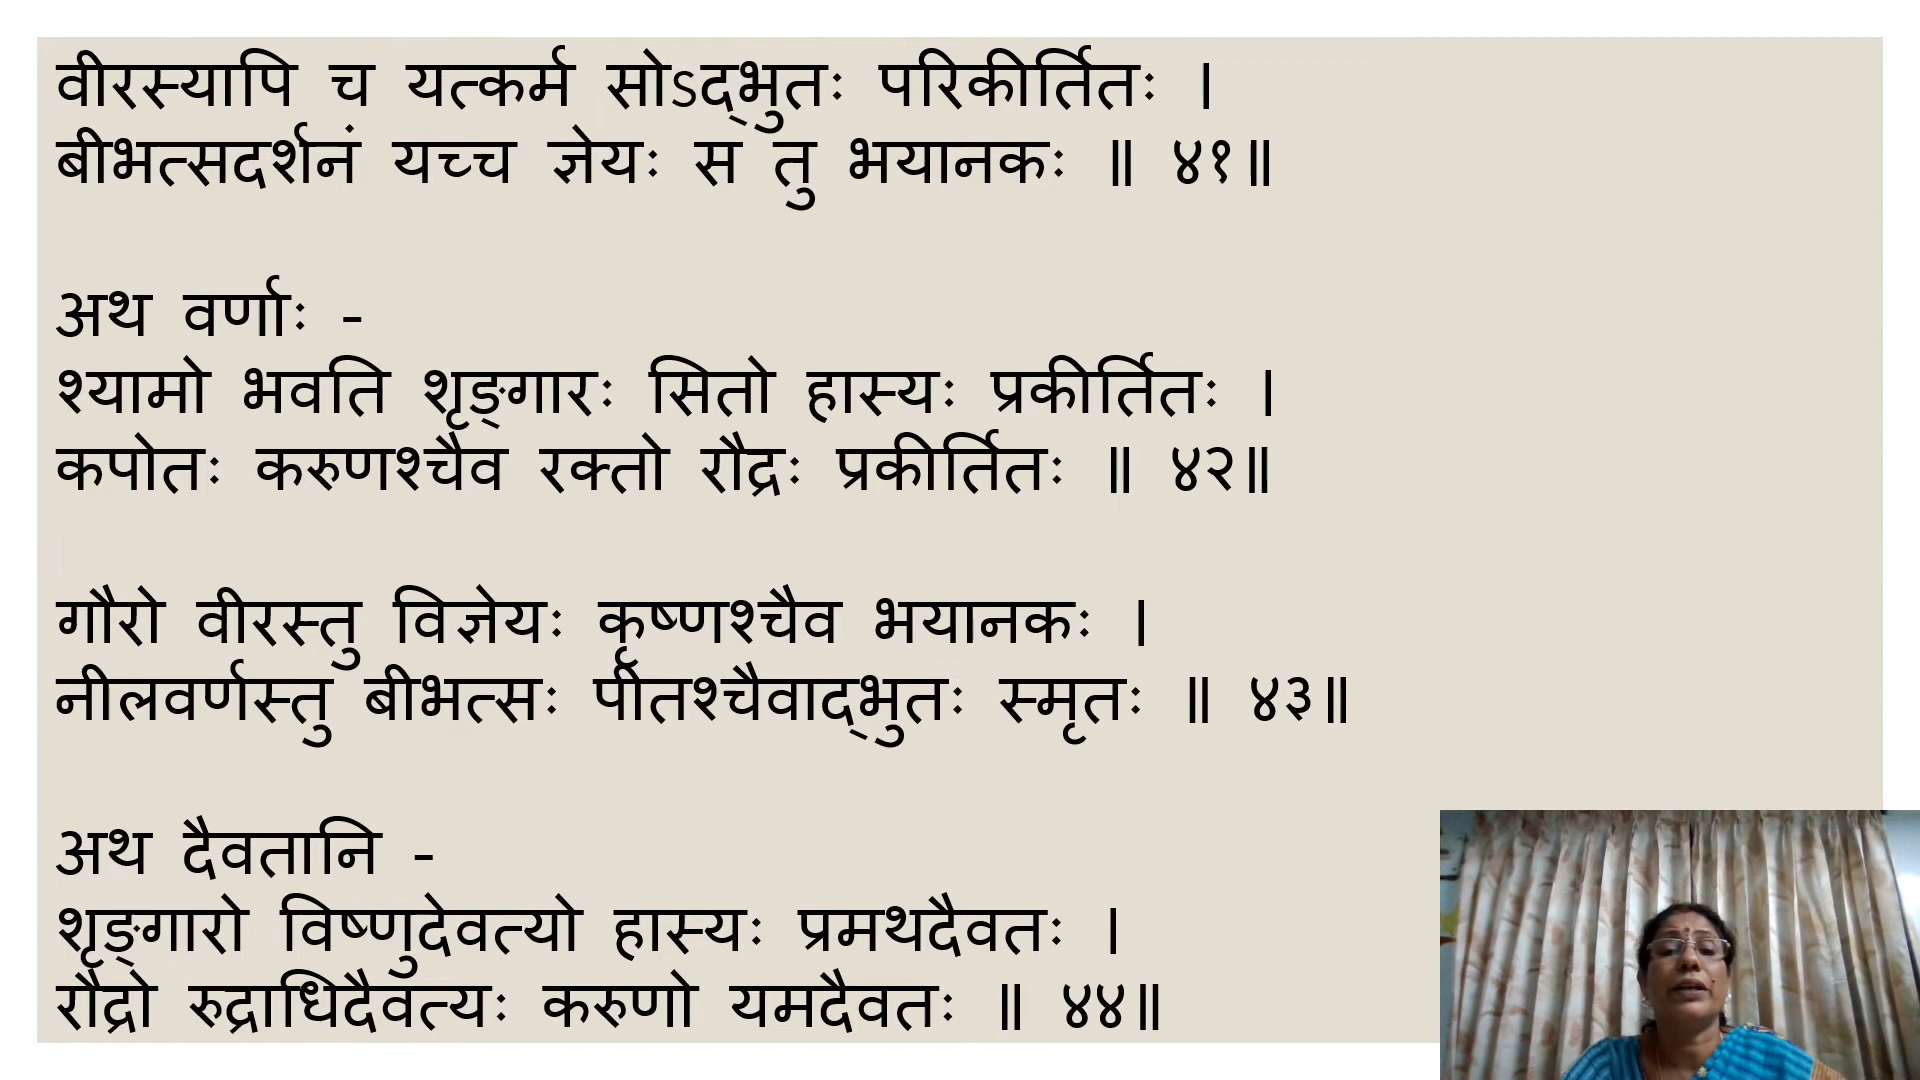 वीरस्यापि च यत्कर्म सोऽद्भुतः परिकीर्तितः ।
बीभत्सदर्शनं यच्च ज्ञेयः स तु भयानकः ॥ ४१॥
अथ वर्णाः -
श्यामो भवति शृङ्गारः सितो हास्यः प्रकीर्तितः ।
कपोतः करुणश्चैव रक्तो रौद्रः प्रकीर्तितः ॥ ४२॥
गौरो वीरस्तु विज्ञेयः कृष्णश्चैव भयानकः ।
नीलवर्णस्तु बीभत्सः पीतश्चैवाद्भुतः स्मृतः ॥ ४३॥
अथ दैवतानि -
शृङ्गारो विष्णुदेवत्यो हास्यः प्रमथदैवतः ।
रौद्रो रुद्राधिदैवत्यः करुणो यमदैवतः ॥ ४४॥